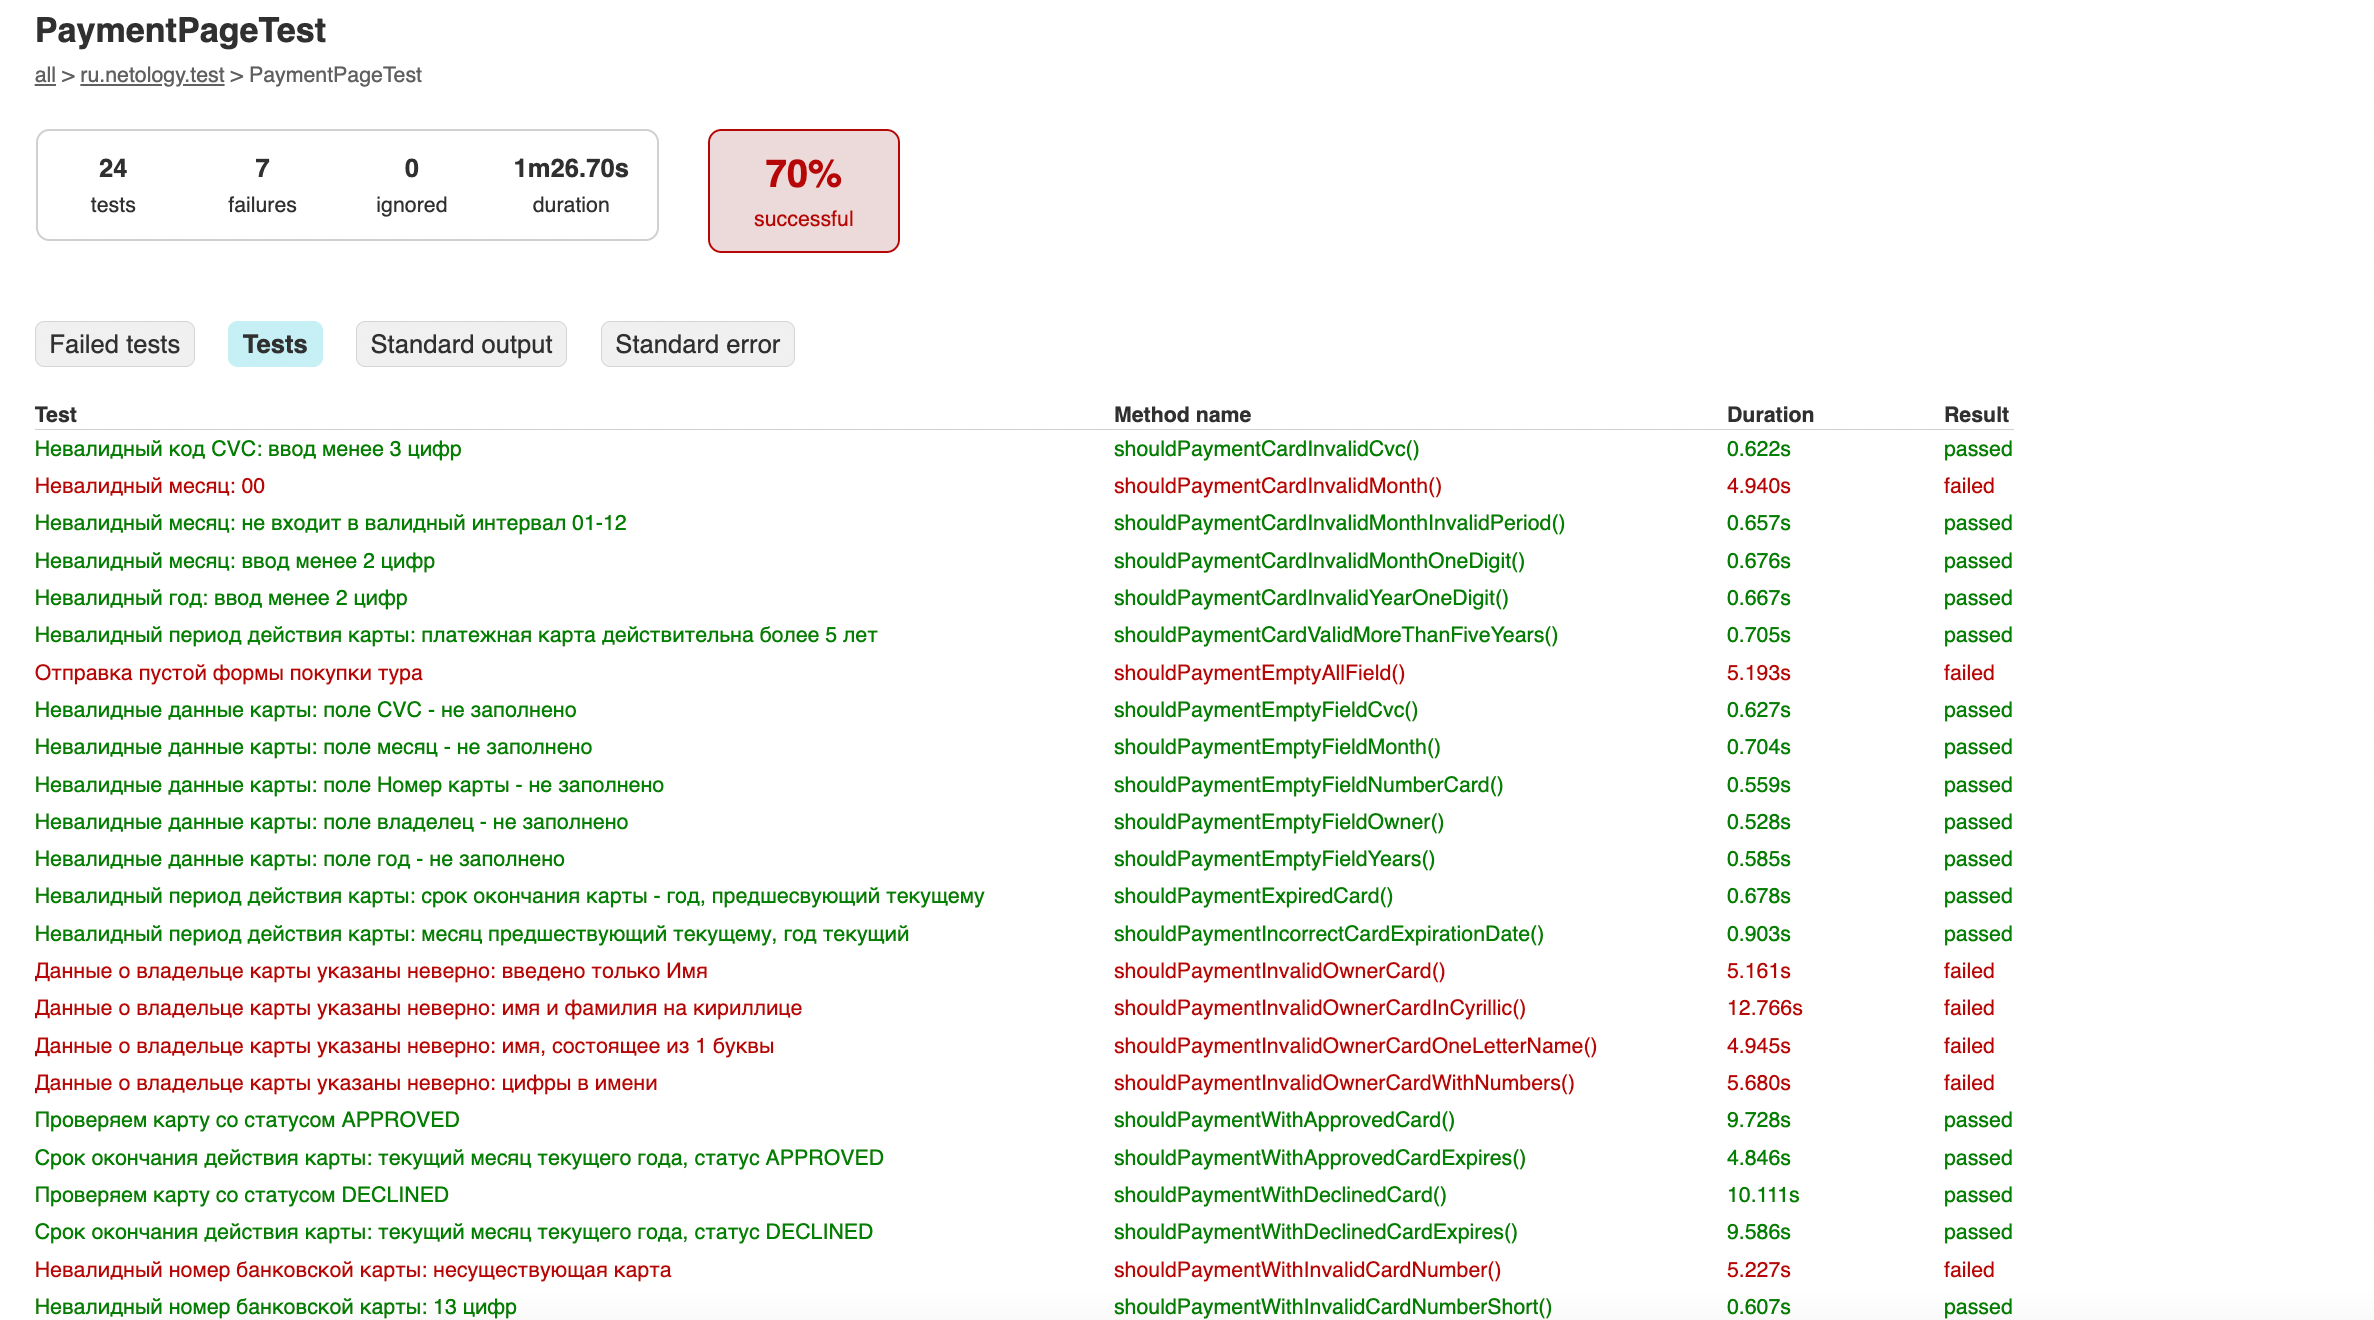 PaymentPageTest
all > ru.netology.test > PaymentPageTest
24 7 0 1m26.70s
tests failures ignored duration
70%
successful
Failed tests Tests Standard output Standard error
Test Method name Duration Result
Невалидный код CVC: ввод менее 3 цифр shouldPaymentCardInvalidCvc() 0.622s passed
Невалидный месяц: 00 shouldPaymentCardInvalidMonth() 4.940s failed
Невалидный месяц: не входит в валидный интервал 01-12 shouldPaymentCardInvalidMonthInvalidPeriod() 0.657s passed
Невалидный месяц: ввод менее 2 цифр shouldPaymentCardInvalidMonthOneDigit() 0.676s passed
Невалидный год: ввод менее 2 цифр shouldPaymentCardInvalidYearOneDigit() 0.667s passed
Невалидный период действия карты: платежная карта действительна более 5 лет shouldPaymentCardValidMoreThanFiveYears() 0.705s passed
Отправка пустой формы покупки тура shouldPaymentEmptyAllField() 5.193s failed
Невалидные данные карты: поле CVC - не заполнено shouldPaymentEmptyFieldCvc() 0.627s passed
Невалидные данные карты: поле месяц - не заполнено shouldPaymentEmptyFieldMonth() 0.704s passed
Невалидные данные карты: поле Номер карты - не заполнено shouldPaymentEmptyFieldNumberCard() 0.559s passed
Невалидные данные карты: поле владелец - не заполнено shouldPaymentEmptyFieldOwner() 0.528s passed
Невалидные данные карты: поле год - не заполнено shouldPaymentEmptyFieldYears() 0.585s passed
Невалидный период действия карты: срок окончания карты - год, предшесвующий текущему shouldPaymentExpiredCard() 0.678s passed
Невалидный период действия карты: месяц предшествующий текущему, год текущий shouldPaymentIncorrectCardExpirationDate() 0.903s passed
Данные о владельце карты указаны неверно: введено только Имя shouldPaymentInvalidOwnerCard() 5.161s failed
Данные о владельце карты указаны неверно: имя и фамилия на кириллице shouldPaymentInvalidOwnerCardInCyrillic() 12.766s failed
Данные о владельце карты указаны неверно: имя, состоящее из 1 буквы shouldPaymentInvalidOwnerCardOneLetterName() 4.945s failed
Данные о владельце карты указаны неверно: цифры в имени shouldPaymentInvalidOwnerCardWithNumbers() 5.680s failed
Проверяем карту со статусом APPROVED shouldPaymentWithApprovedCard() 9.728s passed
Срок окончания действия карты: текущий месяц текущего года, статус APPROVED shouldPaymentWithApprovedCardExpires() 4.846s passed
Проверяем карту со статусом DECLINED shouldPaymentWithDeclinedCard() 10.111s passed
Срок окончания действия карты: текущий месяц текущего года, статус DECLINED shouldPaymentWithDeclinedCardExpires() 9.586s passed
Невалидный номер банковской карты: несуществующая карта shouldPaymentWithInvalidCardNumber() 5.227s failed
Невалидный номер банковской карты: 13 цифр shouldPaymentWithInvalidCardNumberShort() 0.607s passed